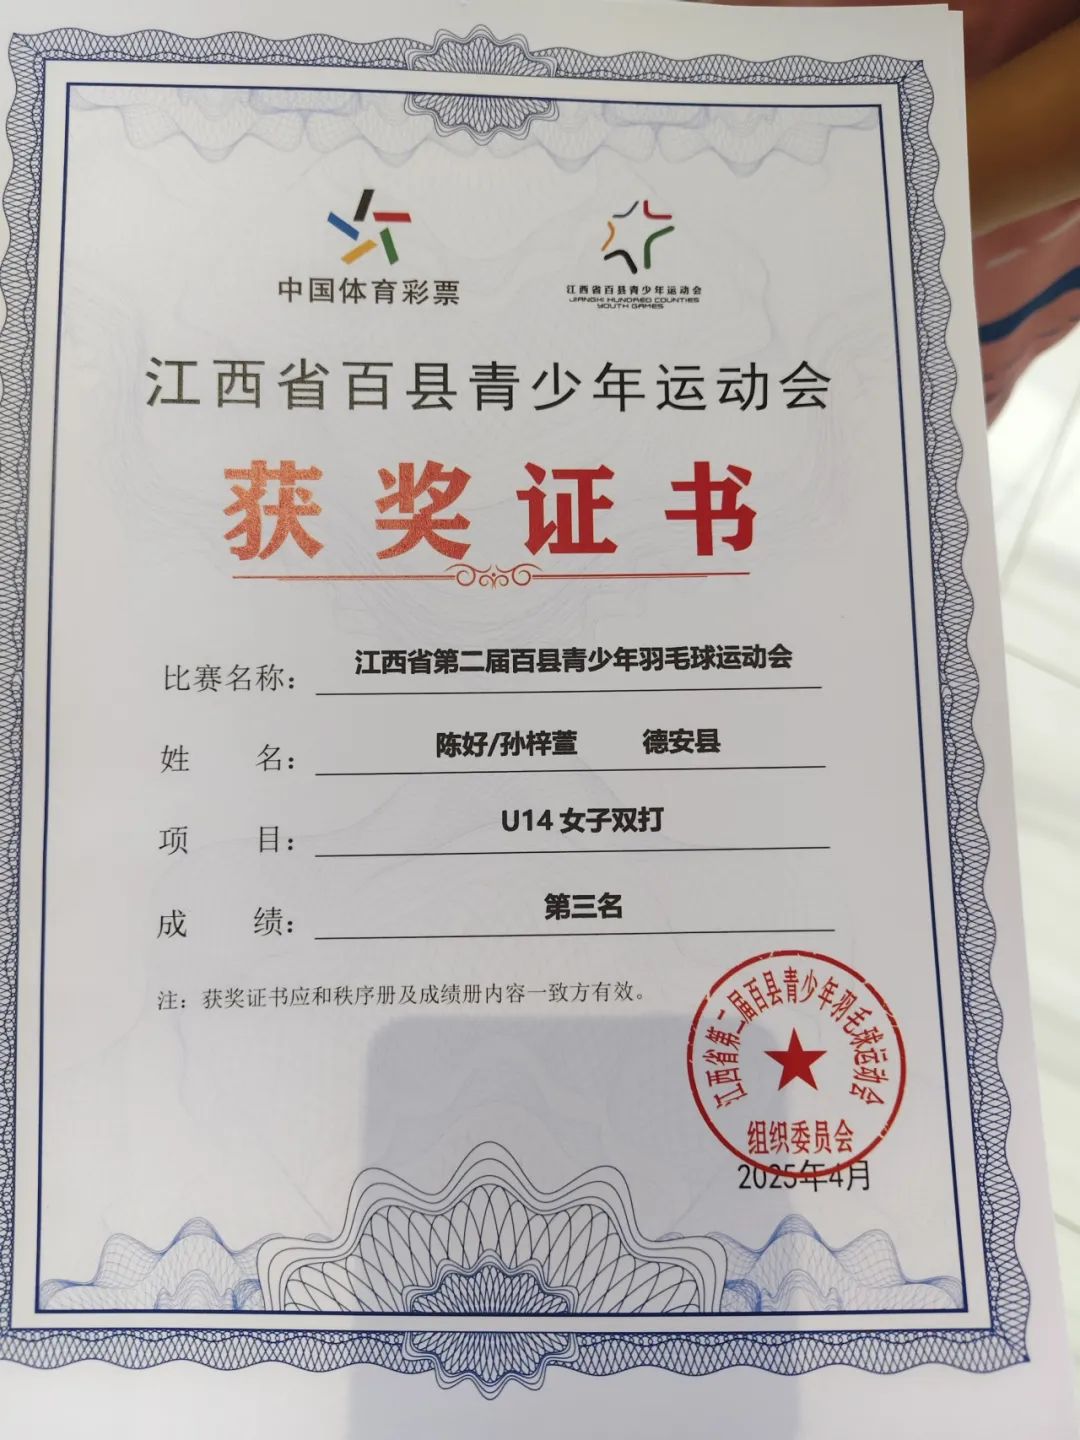 中国体育彩票
江西省百县青少年运动会
JIANGXI HUNDRED COUNTIES
YOUTH GAMES
江西省百县青少年运动会
获奖证书
比赛名称: 江西省第二届百县青少年羽毛球运动会
姓 名: 陈好/孙梓萱 德安县
项 目: U14 女子双打
成 绩: 第三名
注: 获奖证书应和秩序册及成绩册内容一致方有效。
江西省第二届百县青少年羽毛球运动会
组织委员会
2025年4月